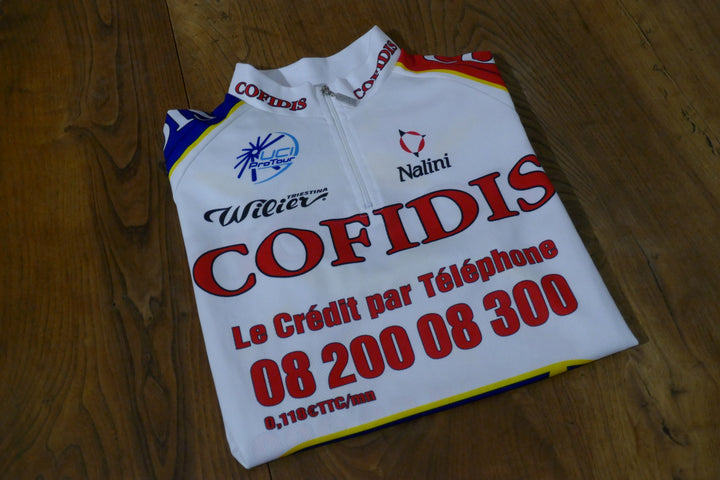 COFIDIS COFIDIS
UCI
ProTour
Nalini
Wilier
TRIESTINA
COFIDIS
Le Crédit par Téléphone
08 200 08 300
0,118€TTC/mn